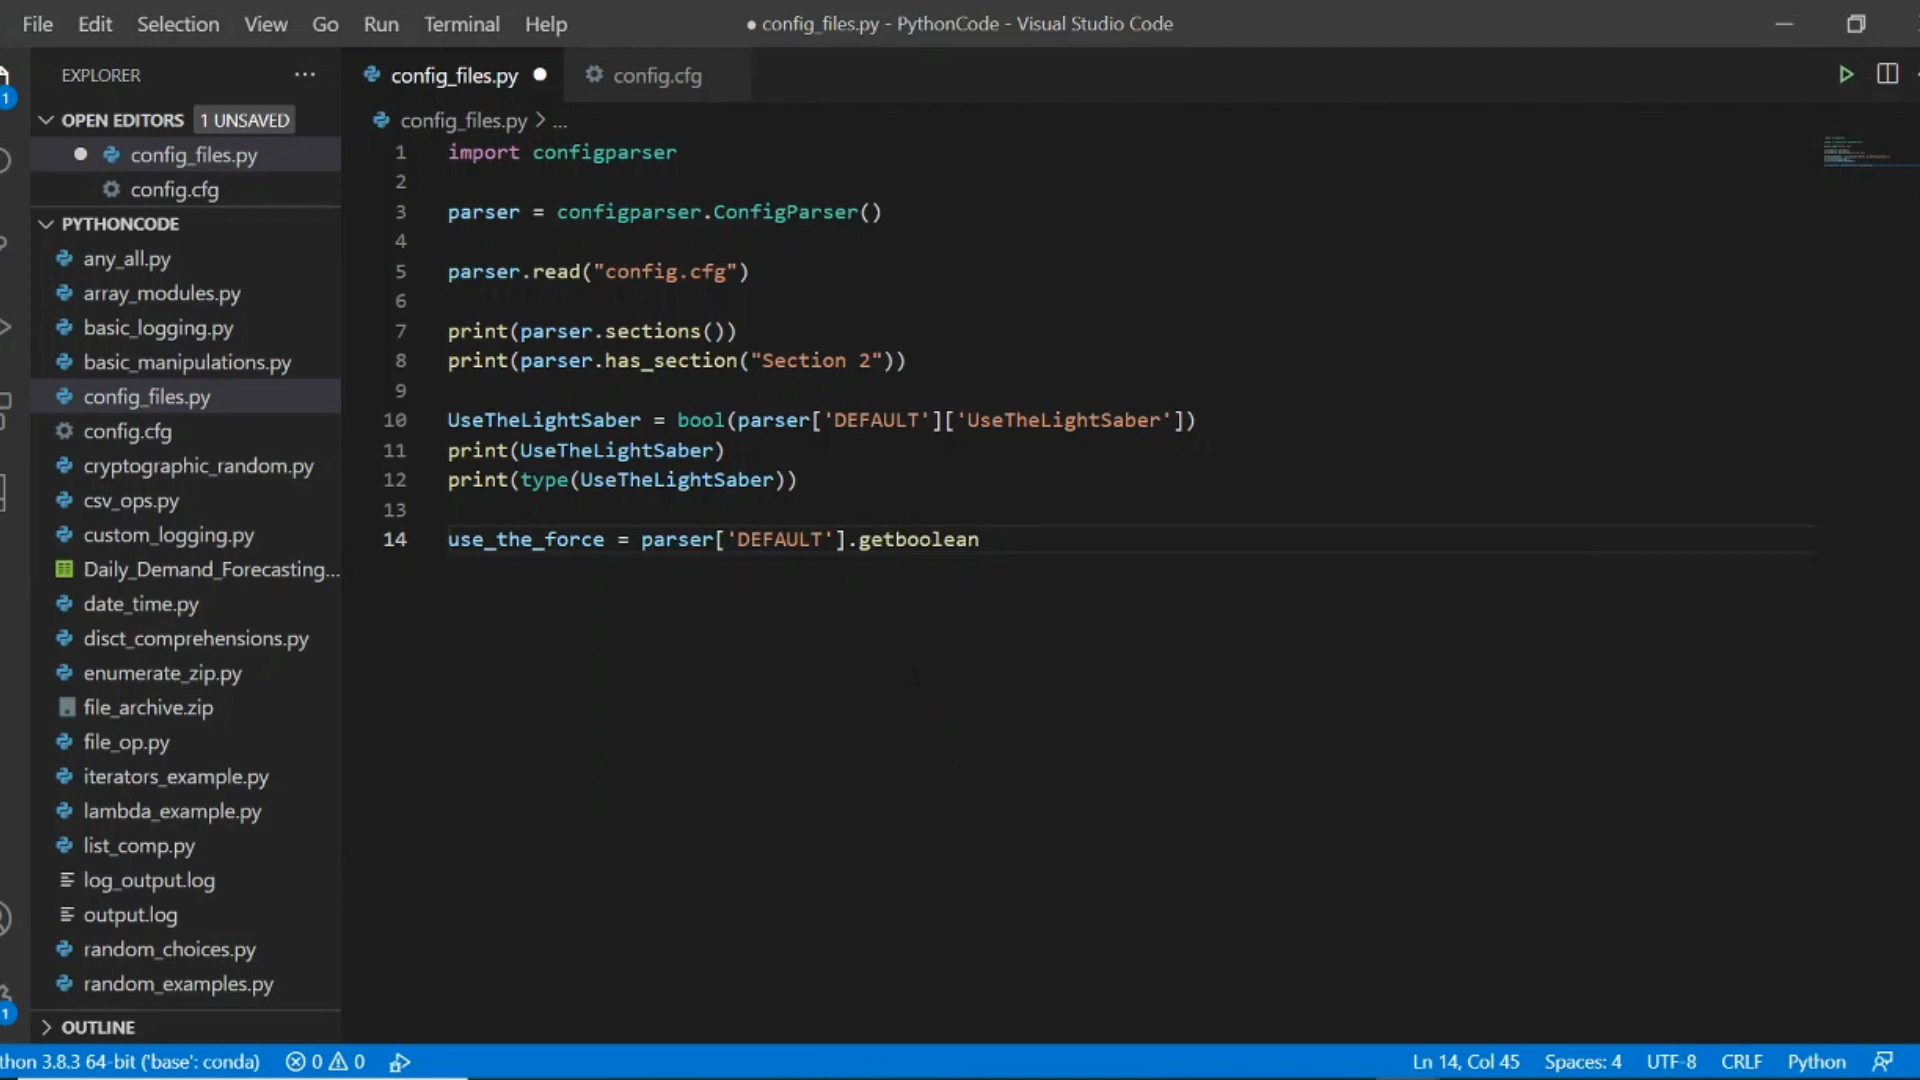 File Edit Selection View Go Run Terminal Help ● config_files.py - PythonCode - Visual Studio Code
EXPLORER ...
config_files.py
config.cfg
OPEN EDITORS 1 UNSAVED
config_files.py
config.cfg
PYTHONCODE
any_all.py
array_modules.py
basic_logging.py
basic_manipulations.py
config_files.py
config.cfg
cryptographic_random.py
csv_ops.py
custom_logging.py
Daily_Demand_Forecasting...
date_time.py
disct_comprehensions.py
enumerate_zip.py
file_archive.zip
file_op.py
iterators_example.py
lambda_example.py
list_comp.py
log_output.log
output.log
random_choices.py
random_examples.py
OUTLINE
1
1
config_files.py > ...
1 import configparser
2
3 parser = configparser.ConfigParser()
4
5 parser.read("config.cfg")
6
7 print(parser.sections())
8 print(parser.has_section("Section 2"))
9
10 UseTheLightSaber = bool(parser['DEFAULT']['UseTheLightSaber'])
11 print(UseTheLightSaber)
12 print(type(UseTheLightSaber))
13
14 use_the_force = parser['DEFAULT'].getboolean
thon 3.8.3 64-bit ('base': conda) 0 0 Ln 14, Col 45 Spaces: 4 UTF-8 CRLF Python